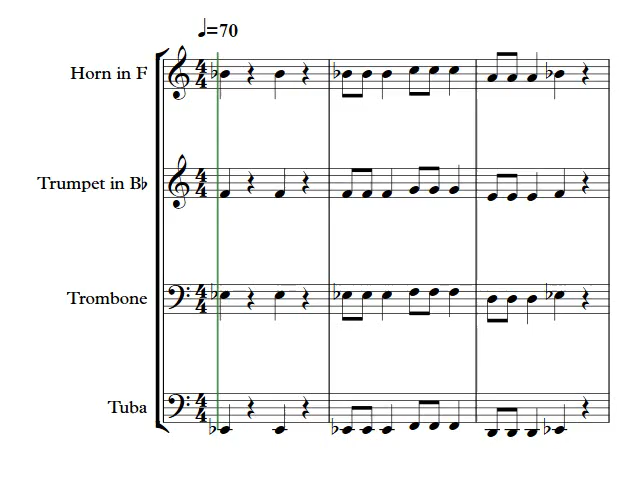 ♩=70
Horn in F
Trumpet in B♭
Trombone
Tuba